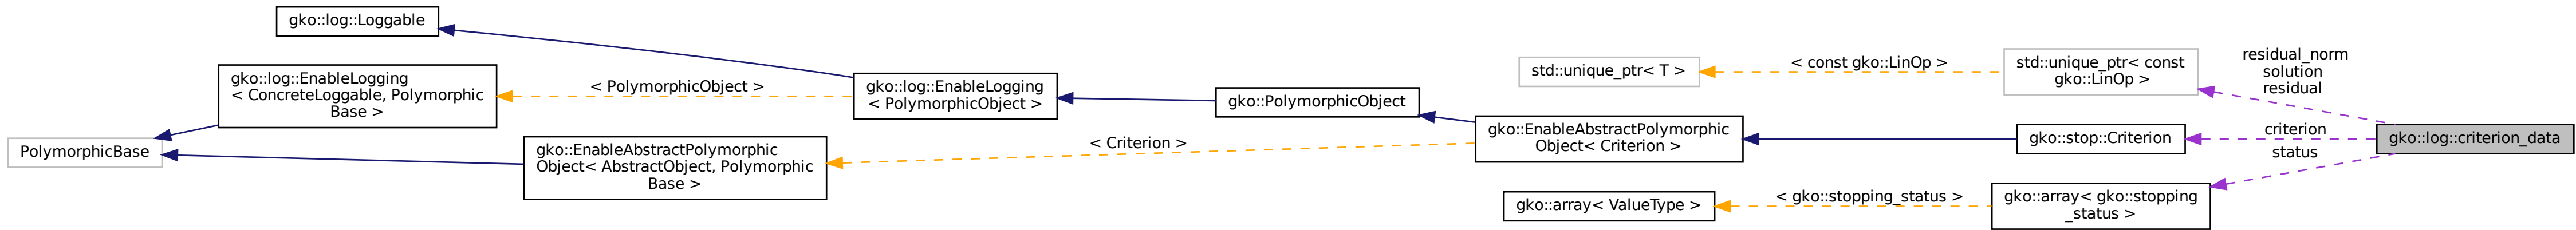 gko::log::Loggable
gko::log::EnableLogging
< ConcreteLoggable, Polymorphic
Base >
PolymorphicBase
< PolymorphicObject >
gko::EnableAbstractPolymorphic
Object< AbstractObject, Polymorphic
Base >
gko::log::EnableLogging
< PolymorphicObject >
< Criterion >
gko::PolymorphicObject
gko::EnableAbstractPolymorphic
Object< Criterion >
std::unique_ptr< T >
gko::array< ValueType >
< const gko::LinOp >
< gko::stopping_status >
std::unique_ptr< const
gko::LinOp >
gko::stop::Criterion
gko::array< gko::stopping
_status >
residual_norm
solution
residual
criterion
status
gko::log::criterion_data